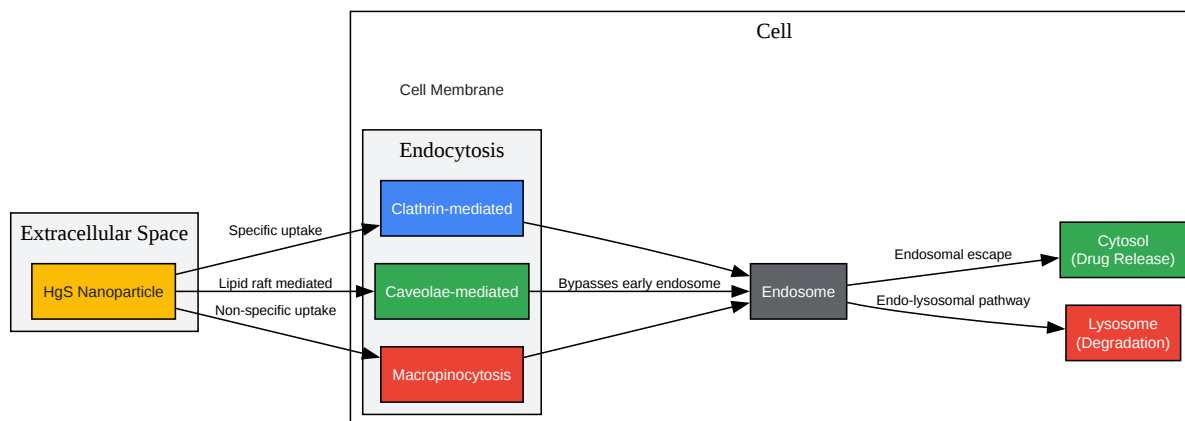 Cell
Cell Membrane
Endocytosis
Clathrin-mediated
Extracellular Space
Specific uptake
Cytosol
(Drug Release)
Endosomal escape
HgS Nanoparticle
Lipid raft mediated
Caveolae-mediated
Bypasses early endosome
Endosome
Endo-lysosomal pathway
Non-specific uptake
Lysosome
(Degradation)
Macropinocytosis